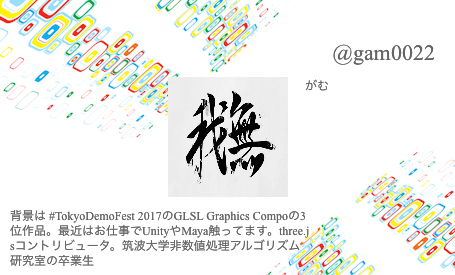 @gam0022
がむ
我無
背景は #TokyoDemoFest 2017のGLSL Graphics Compoの3
位作品。最近はお仕事でUnityやMaya触ってます。three.j
sコントリビュータ。筑波大学非数値処理アルゴリズム
研究室の卒業生